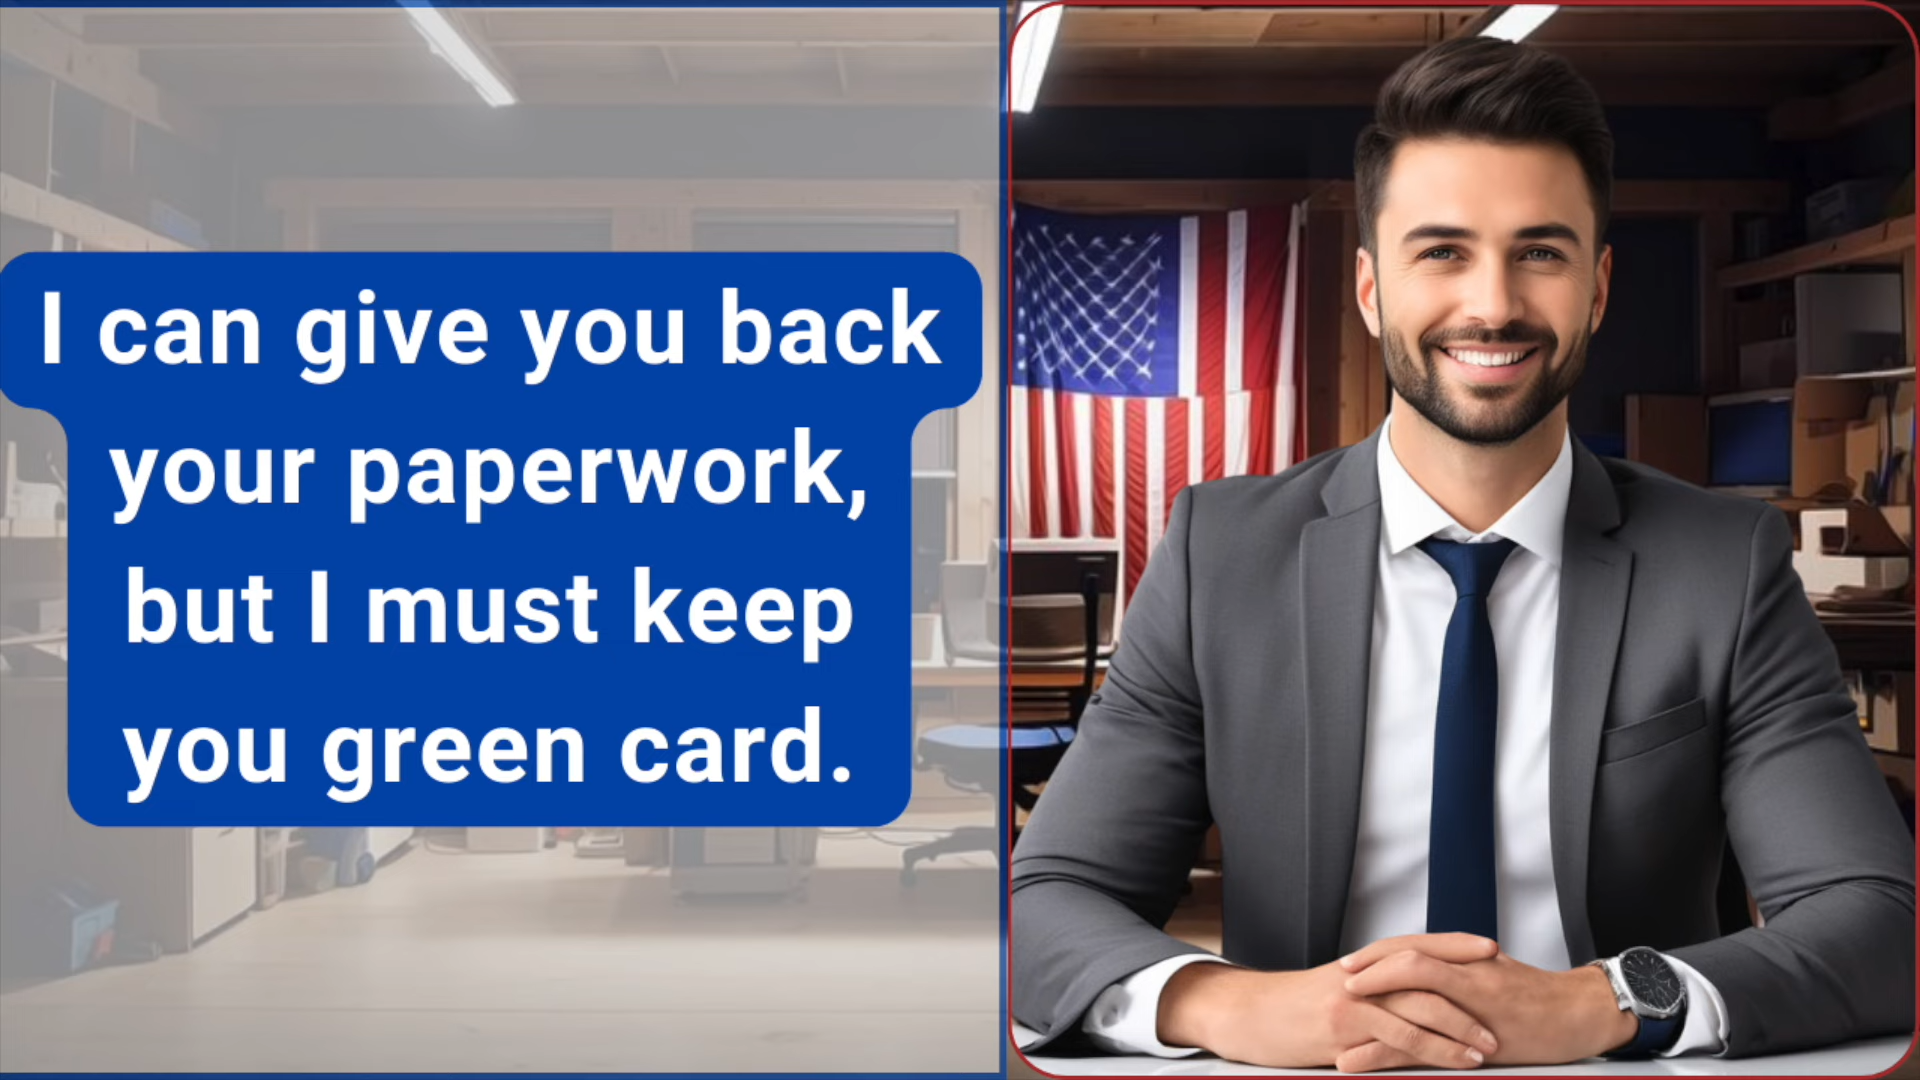 I can give you back
your paperwork,
but I must keep
you green card.